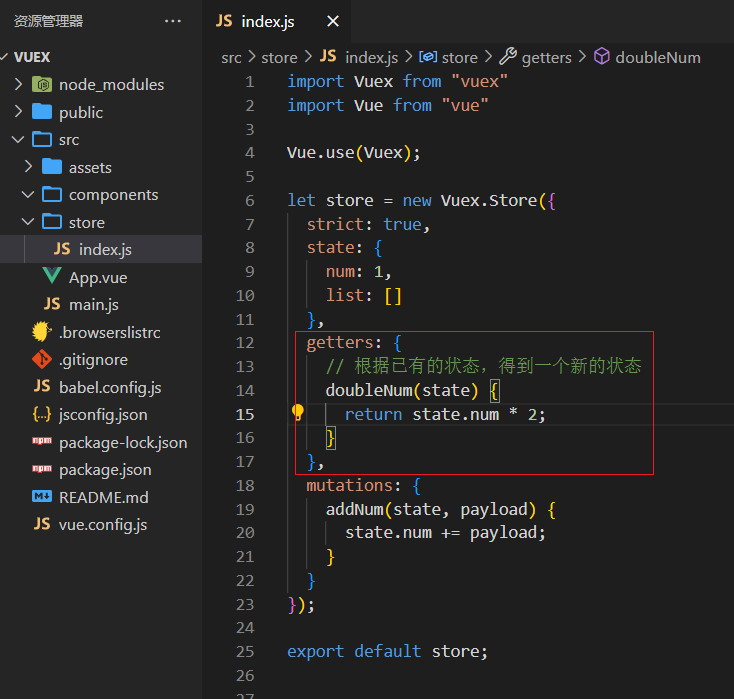 资源管理器
VUEX
node_modules
public
src
assets
components
store
JS index.js
App.vue
JS main.js
.browserslistrc
.gitignore
JS babel.config.js
{..} jsconfig.json
npm package-lock.json
npm package.json
M README.md
JS vue.config.js
JS index.js
src > store > JS index.js > store > getters > doubleNum
1 import Vuex from "vuex"
2 import Vue from "vue"
3
4 Vue.use(Vuex);
5
6 let store = new Vuex.Store({
7 strict: true,
8 state: {
9 num: 1,
10 list: []
11 },
12 getters: {
13 // 根据已有的状态，得到一个新的状态
14 doubleNum(state) {
15 return state.num * 2;
16 }
17 },
18 mutations: {
19 addNum(state, payload) {
20 state.num += payload;
21 }
22 }
23 });
24
25 export default store;
26
27